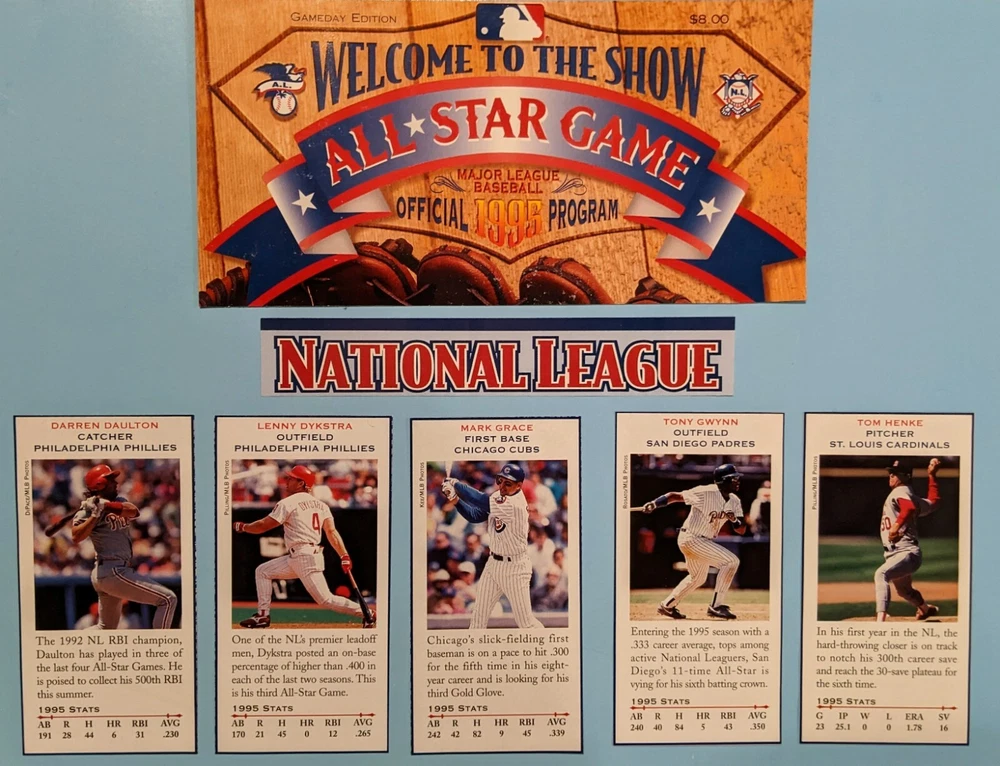 GAMEDAY EDITION
$8.00
WELCOME TO THE SHOW
A.L.
N.L.
ALL STAR GAME
MAJOR LEAGUE
BASEBALL
OFFICIAL 1995 PROGRAM
NATIONAL LEAGUE
DARREN DAULTON
CATCHER
PHILADELPHIA PHILLIES
The 1992 NL RBI champion,
Daulton has played in three of
the last four All-Star Games. He
is poised to collect his 500th RBI
this summer.
1995 STATS
AB R H HR RBI AVG
191 28 44 6 31 .230
LENNY DYKSTRA
OUTFIELD
PHILADELPHIA PHILLIES
PILLING/MLB PHOTOS
DYKSTRA
4
One of the NL's premier leadoff
men, Dykstra posted an on-base
percentage of higher than .400 in
each of the last two seasons. This
is his third All-Star Game.
1995 STATS
AB R H HR RBI AVG
170 21 45 0 12 .265
MARK GRACE
FIRST BASE
CHICAGO CUBS
Chicago's slick-fielding first
baseman is on a pace to hit .300
for the fifth time in his eight-
year career and is looking for his
third Gold Glove.
1995 STATS
AB R H HR RBI AVG
242 42 82 9 45 .339
TONY GWYNN
OUTFIELD
SAN DIEGO PADRES
Padres
Entering the 1995 season with a
.333 career average, tops among
active National Leaguers, San
Diego's 11-time All-Star is
vying for his sixth batting crown.
1995 STATS
AB R H HR RBI AVG
240 40 84 5 43 .350
TOM HENKE
PITCHER
ST. LOUIS CARDINALS
PILLING/MLB PHOTOS
50
In his first year in the NL, the
hard-throwing closer is on track
to notch his 300th career save
and reach the 30-save plateau for
the sixth time.
1995 STATS
G IP W L ERA SV
23 25.1 0 0 1.78 16